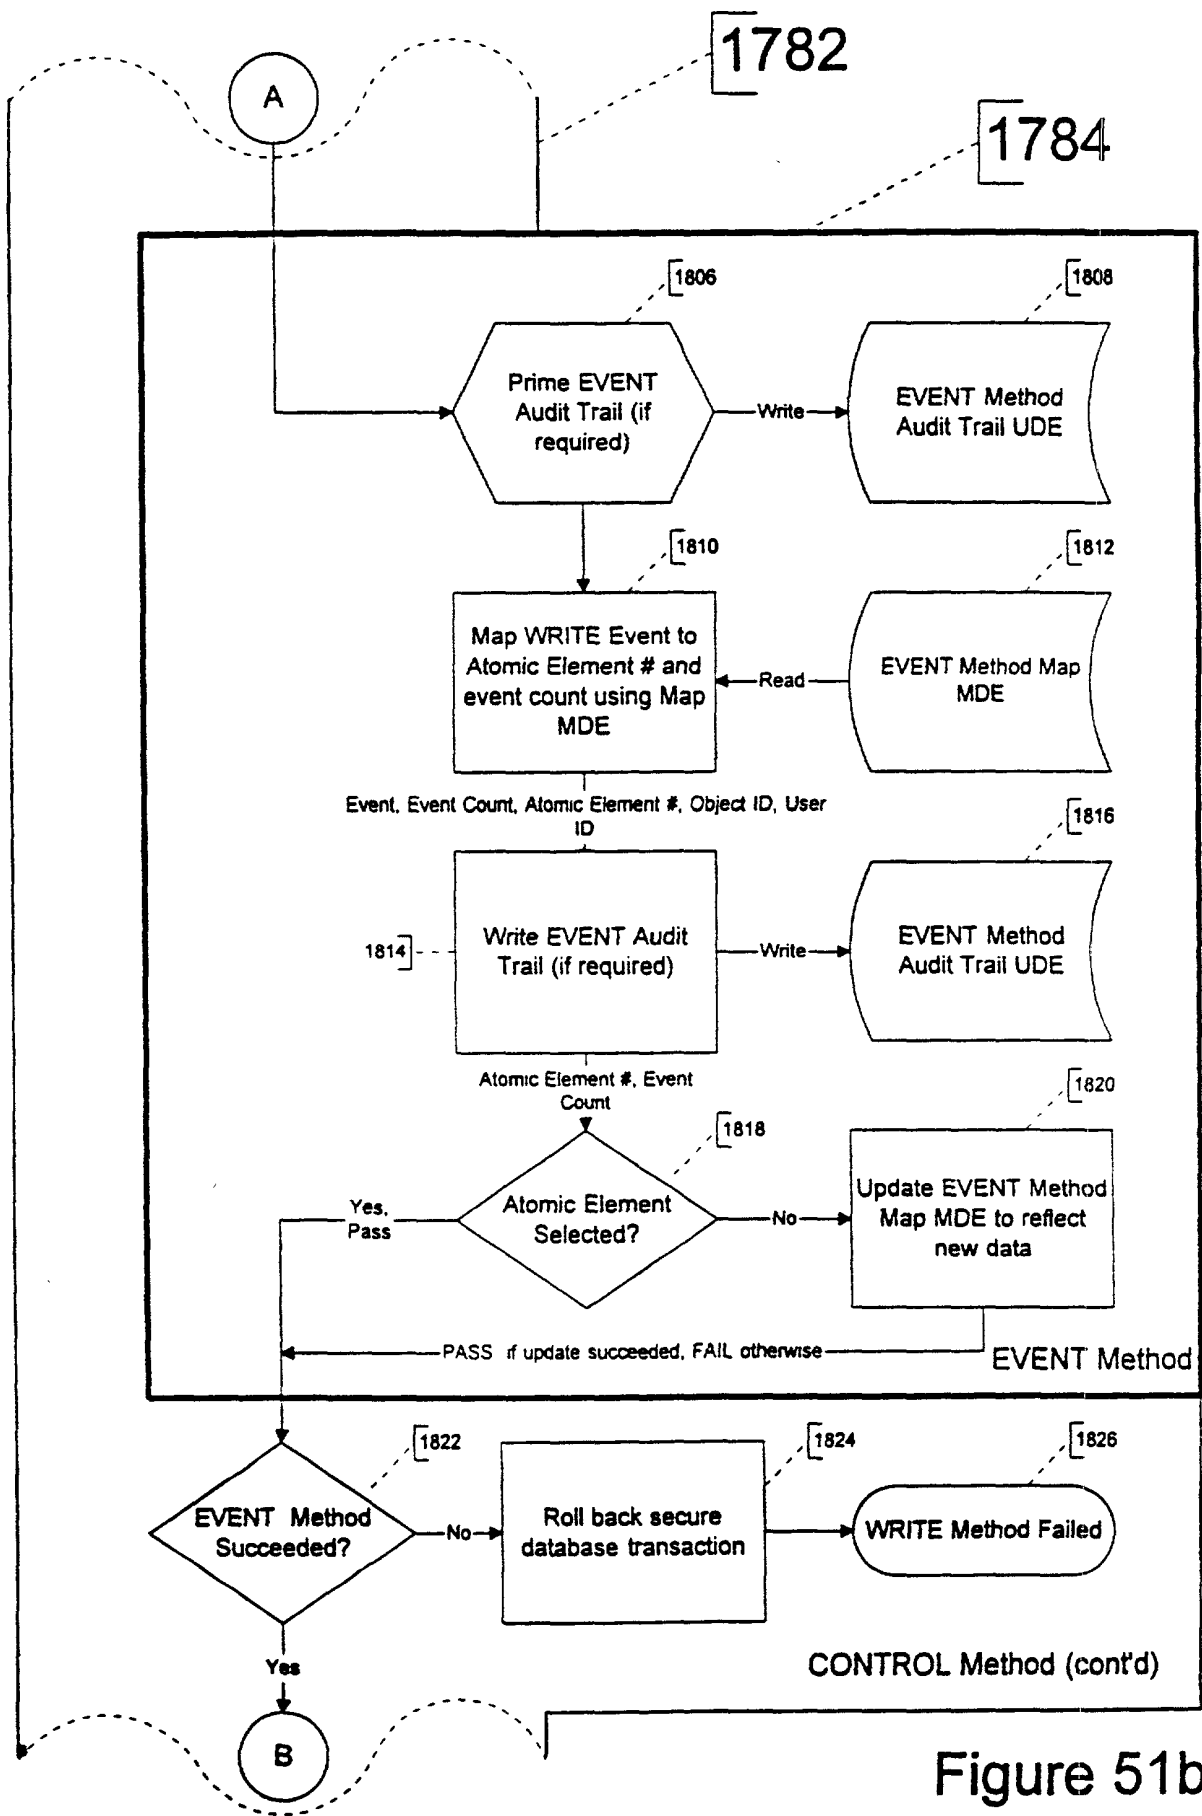 1782
A
1784
1806
1808
Prime EVENT
Audit Trail (if
required)
Write
EVENT Method
Audit Trail UDE
1810
1812
Map WRITE Event to
Atomic Element # and
event count using Map
MDE
Read
EVENT Method Map
MDE
Event, Event Count, Atomic Element #, Object ID, User
ID
1816
1814
Write EVENT Audit
Trail (if required)
Write
EVENT Method
Audit Trail UDE
Atomic Element #, Event
Count
1820
1818
Yes,
Pass
Atomic Element
Selected?
No
Update EVENT Method
Map MDE to reflect
new data
PASS if update succeeded, FAIL otherwise
EVENT Method
1822
1824
1826
EVENT Method
Succeeded?
No
Roll back secure
database transaction
WRITE Method Failed
Yes
CONTROL Method (cont'd)
B
Figure 51b